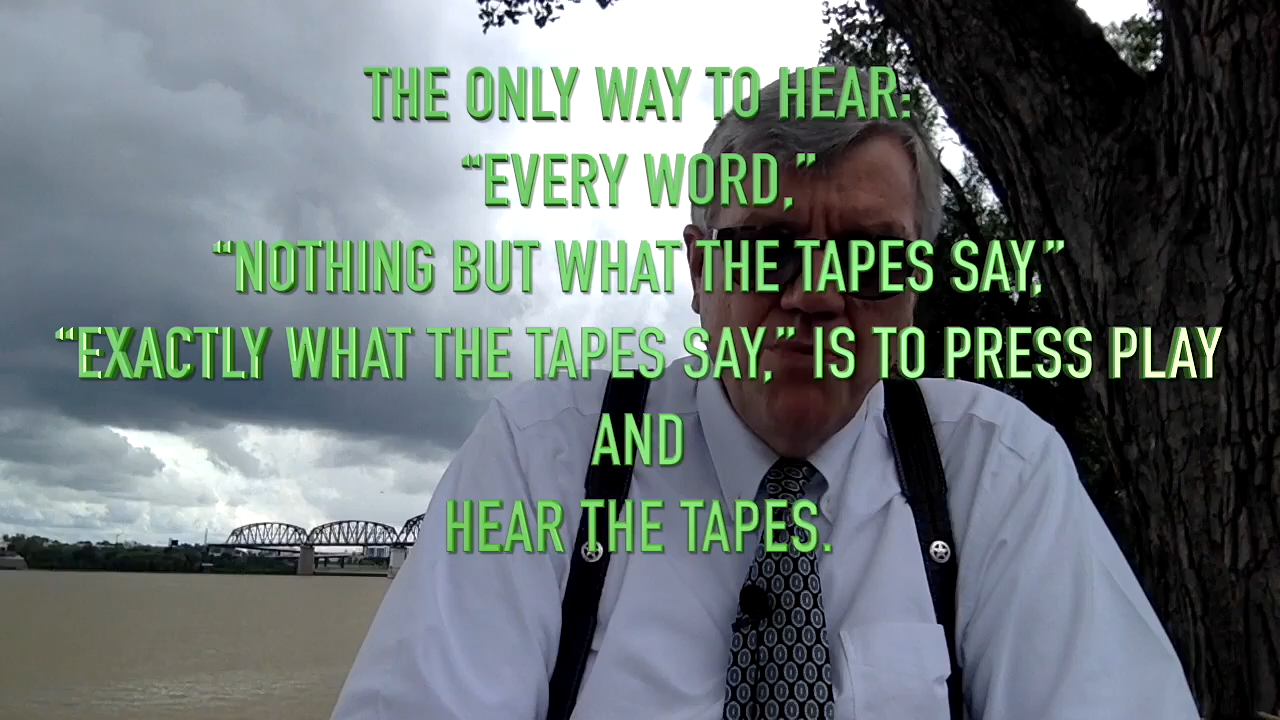 THE ONLY WAY TO HEAR:
“EVERY WORD,”
“NOTHING BUT WHAT THE TAPES SAY,”
“EXACTLY WHAT THE TAPES SAY,” IS TO PRESS PLAY
AND
HEAR THE TAPES.